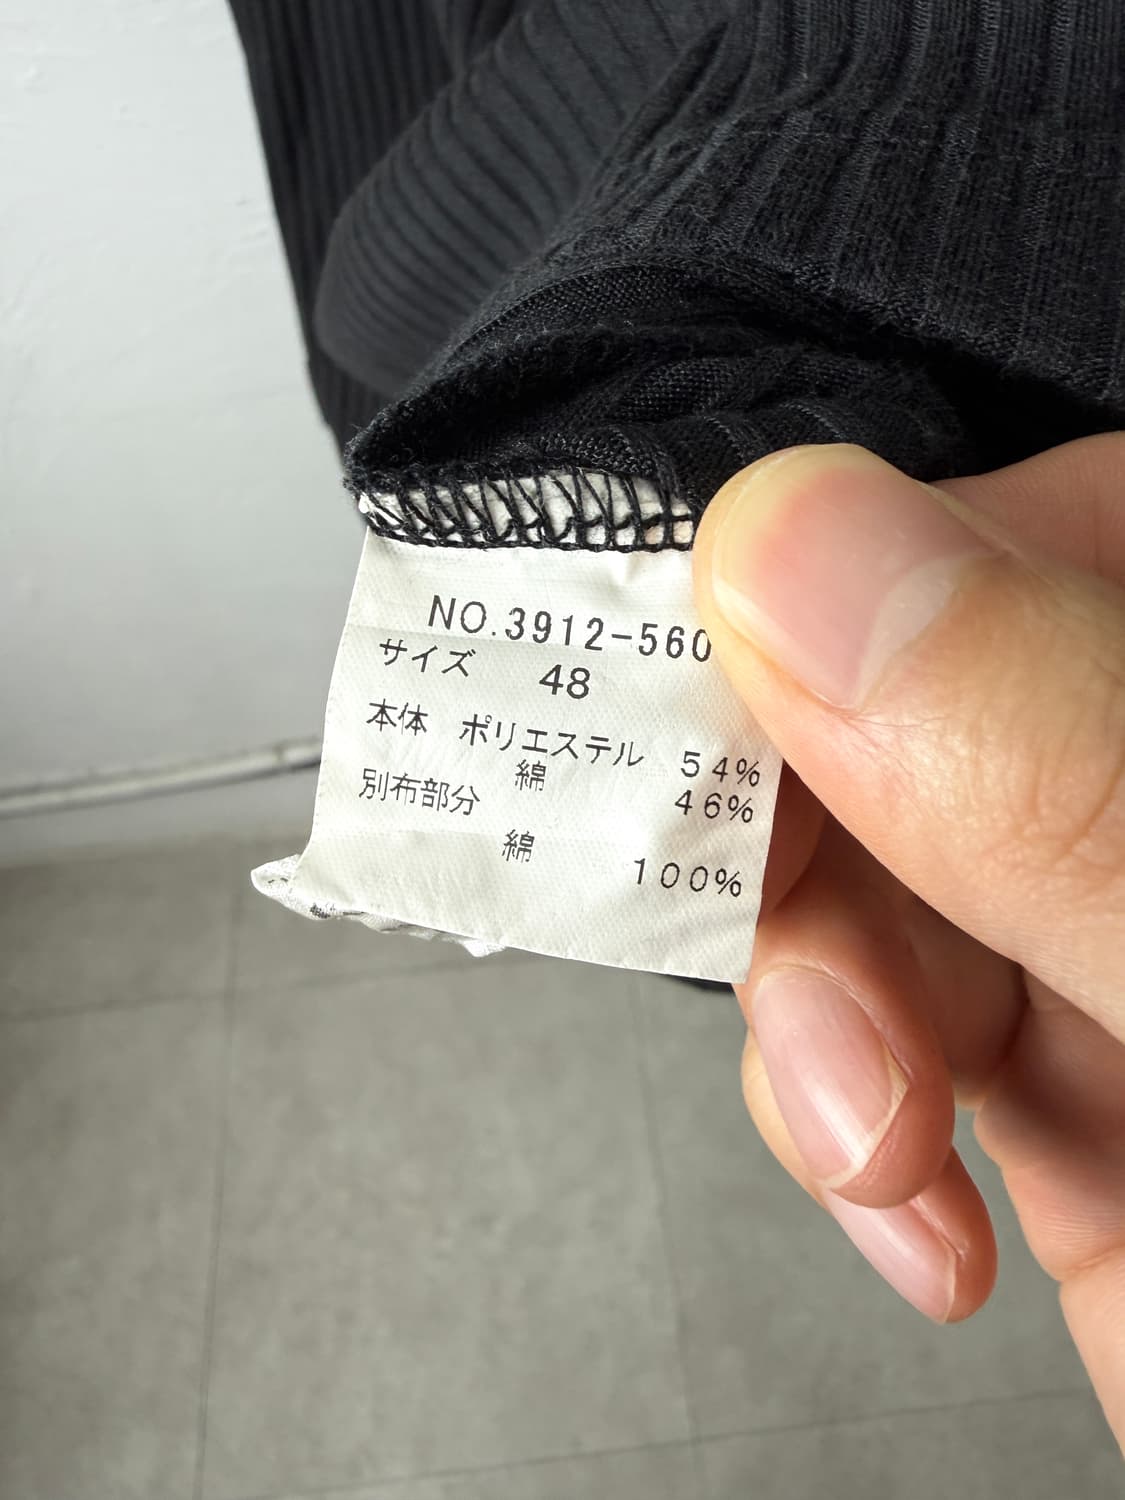 NO.3912-560
サイズ 48
本体 ポリエステル 54%
綿 46%
別布部分
綿 100%